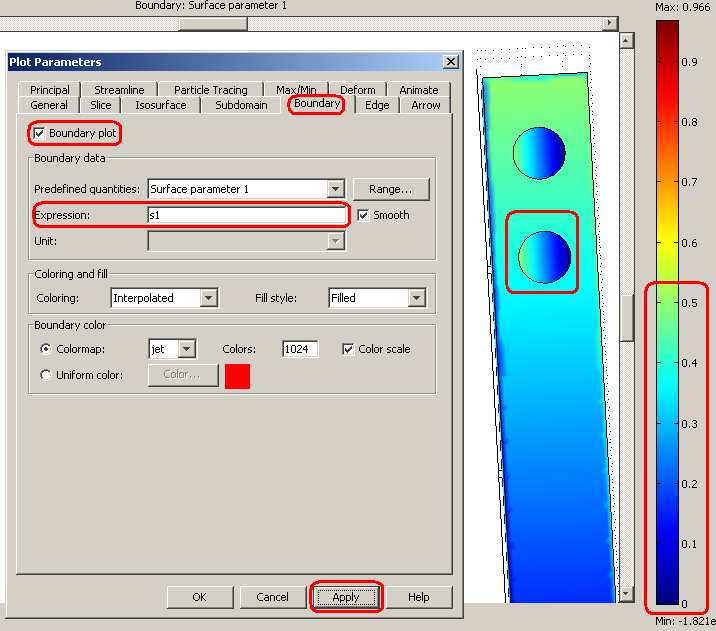 Boundary: Surface parameter 1
Max: 0.966
Plot Parameters
Principal Streamline Particle Tracing Max/Min Deform Animate
General Slice Isosurface Subdomain Boundary Edge Arrow
Boundary plot
Boundary data
Predefined quantities: Surface parameter 1 Range...
Expression: s1 Smooth
Unit:
Coloring and fill
Coloring: Interpolated Fill style: Filled
Boundary color
Colormap: jet Colors: 1024 Color scale
Uniform color: Color...
OK Cancel Apply Help
0.9
0.8
0.7
0.6
0.5
0.4
0.3
0.2
0.1
0
Min: -1.821e